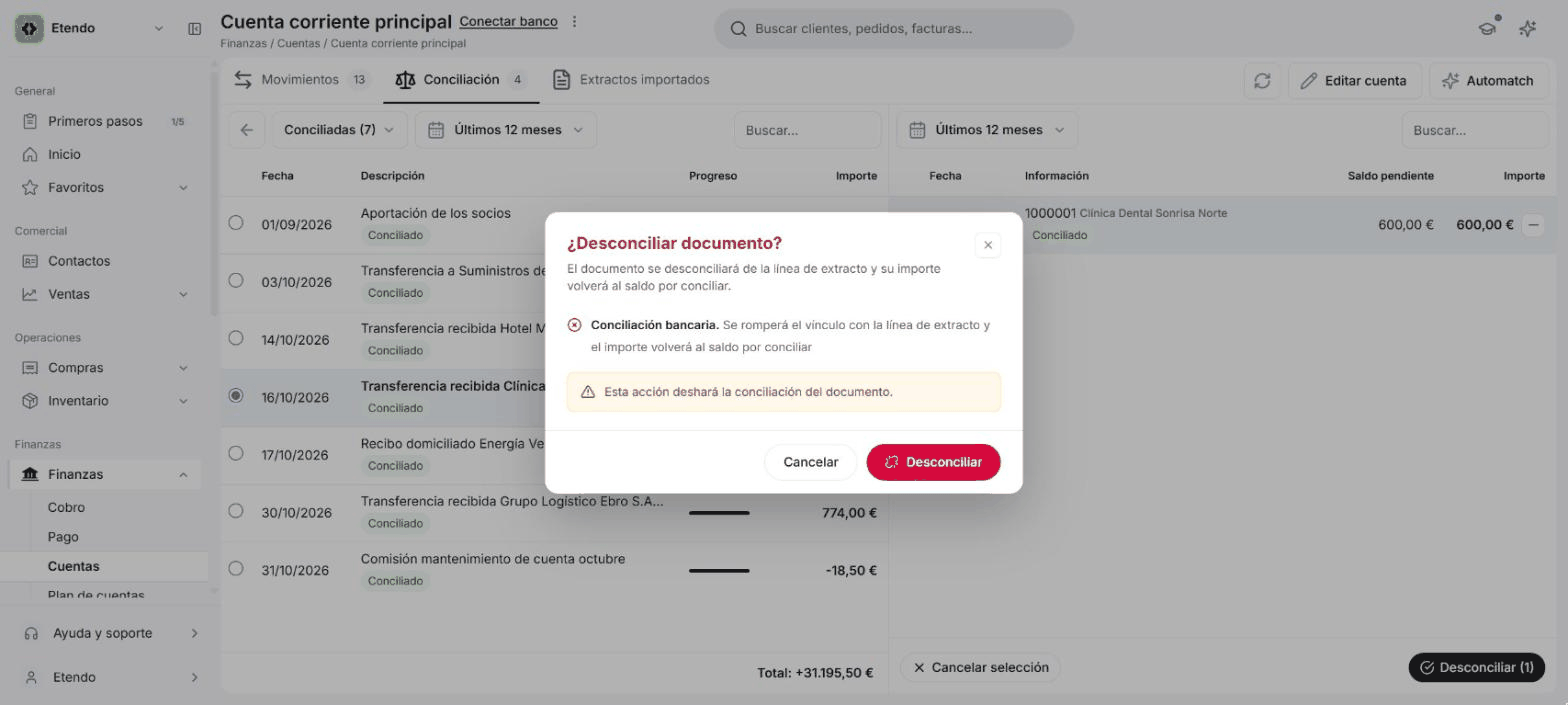 Etendo
Cuenta corriente principal Conectar banco
Finanzas / Cuentas / Cuenta corriente principal
Buscar clientes, pedidos, facturas...
General
Primeros pasos 1/5
Inicio
Favoritos
Comercial
Contactos
Ventas
Operaciones
Compras
Inventario
Finanzas
Finanzas
Cobro
Pago
Cuentas
Plan de cuentas
Ayuda y soporte
Etendo
Movimientos 13
Conciliación 4
Extractos importados
Editar cuenta
Automatch
Conciliadas (7)
Últimos 12 meses
Buscar...
Últimos 12 meses
Buscar...
Fecha Descripción Progreso Importe
01/09/2026 Aportación de los socios
Conciliado
03/10/2026 Transferencia a Suministros de
Conciliado
14/10/2026 Transferencia recibida Hotel M
Conciliado
16/10/2026 Transferencia recibida Clínica
Conciliado
17/10/2026 Recibo domiciliado Energía Ve
Conciliado
30/10/2026 Transferencia recibida Grupo Logístico Ebro S.A... 774,00 €
Conciliado
31/10/2026 Comisión mantenimiento de cuenta octubre -18,50 €
Conciliado
Total: +31.195,50 €
Fecha Información Saldo pendiente Importe
1000001 Clínica Dental Sonrisa Norte 600,00 € 600,00 €
Conciliado
Cancelar selección
Desconciliar (1)
¿Desconciliar documento?
El documento se desconciliará de la línea de extracto y su importe
volverá al saldo por conciliar.
Conciliación bancaria. Se romperá el vínculo con la línea de extracto y
el importe volverá al saldo por conciliar
Esta acción deshará la conciliación del documento.
Cancelar
Desconciliar